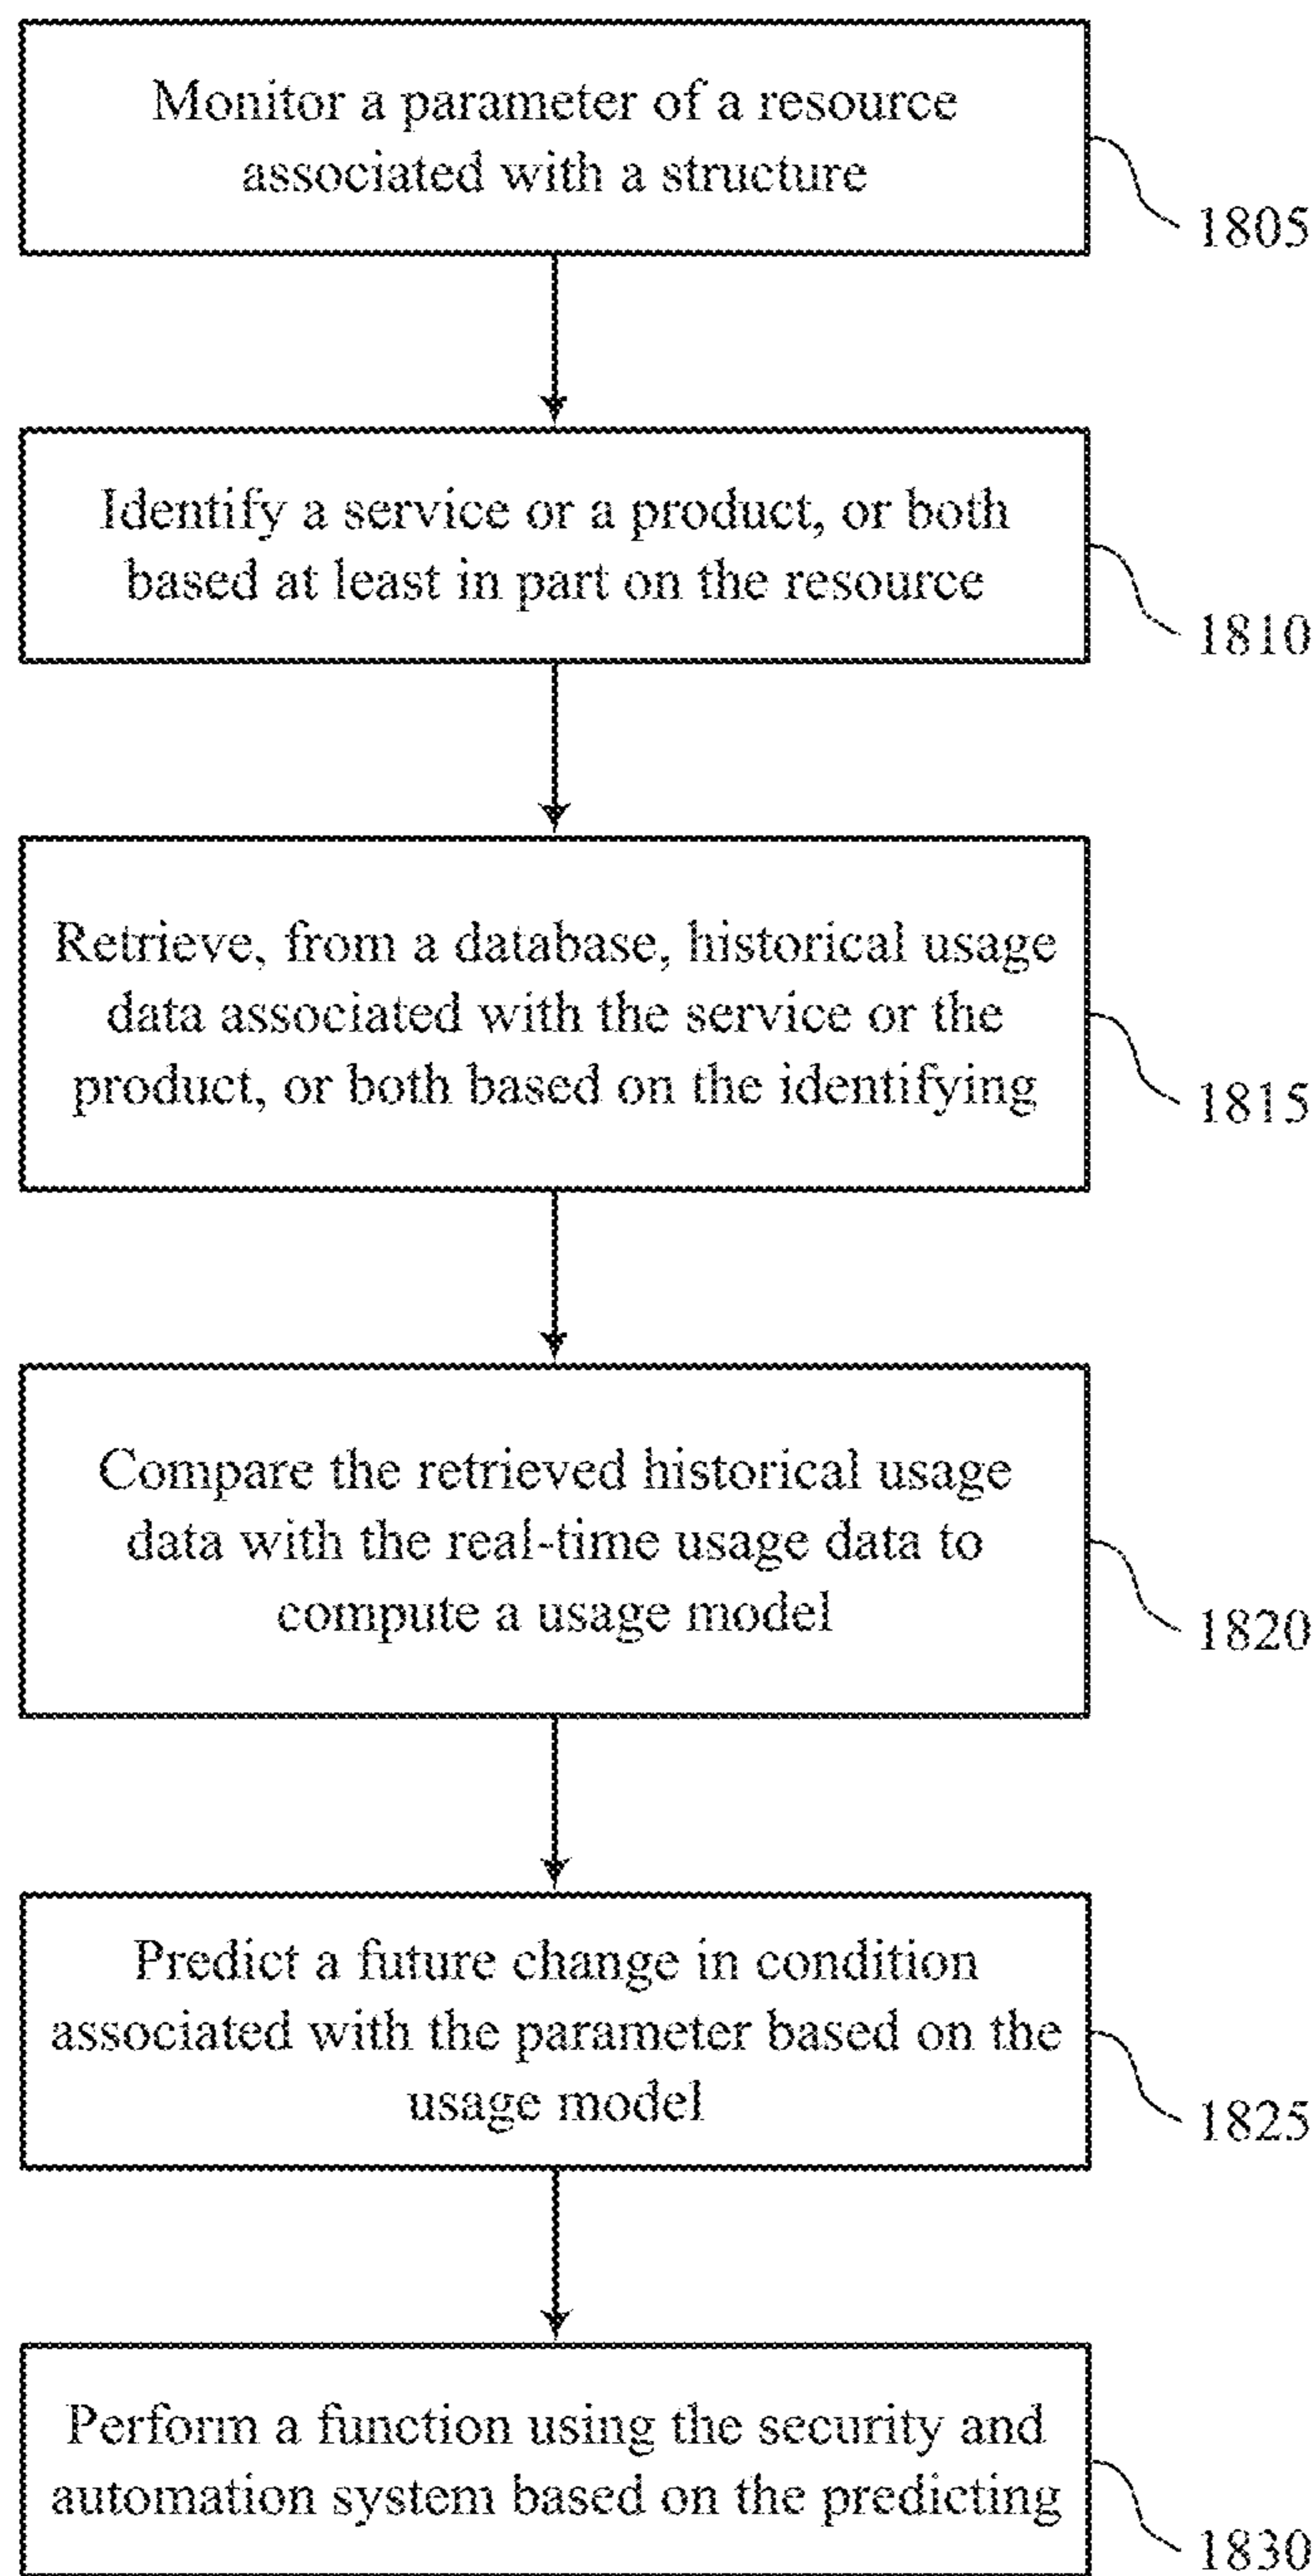 Monitor a parameter of a resource
associated with a structure
1805
Identify a service or a product, or both
based at least in part on the resource
1810
Retrieve, from a database, historical usage
data associated with the service or the
product, or both based on the identifying
1815
Compare the retrieved historical usage
data with the real-time usage data to
compute a usage model
1820
Predict a future change in condition
associated with the parameter based on the
usage model
1825
Perform a function using the security and
automation system based on the predicting
1830